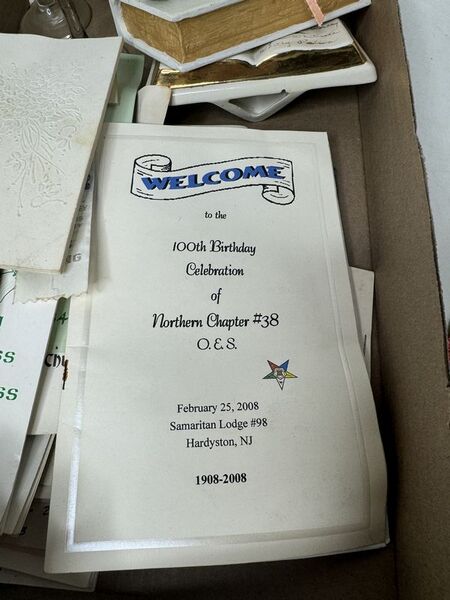 WELCOME
to the
100th Birthday
Celebration
of
Northern Chapter #38
O.E.S.
February 25, 2008
Samaritan Lodge #98
Hardyston, NJ
1908-2008